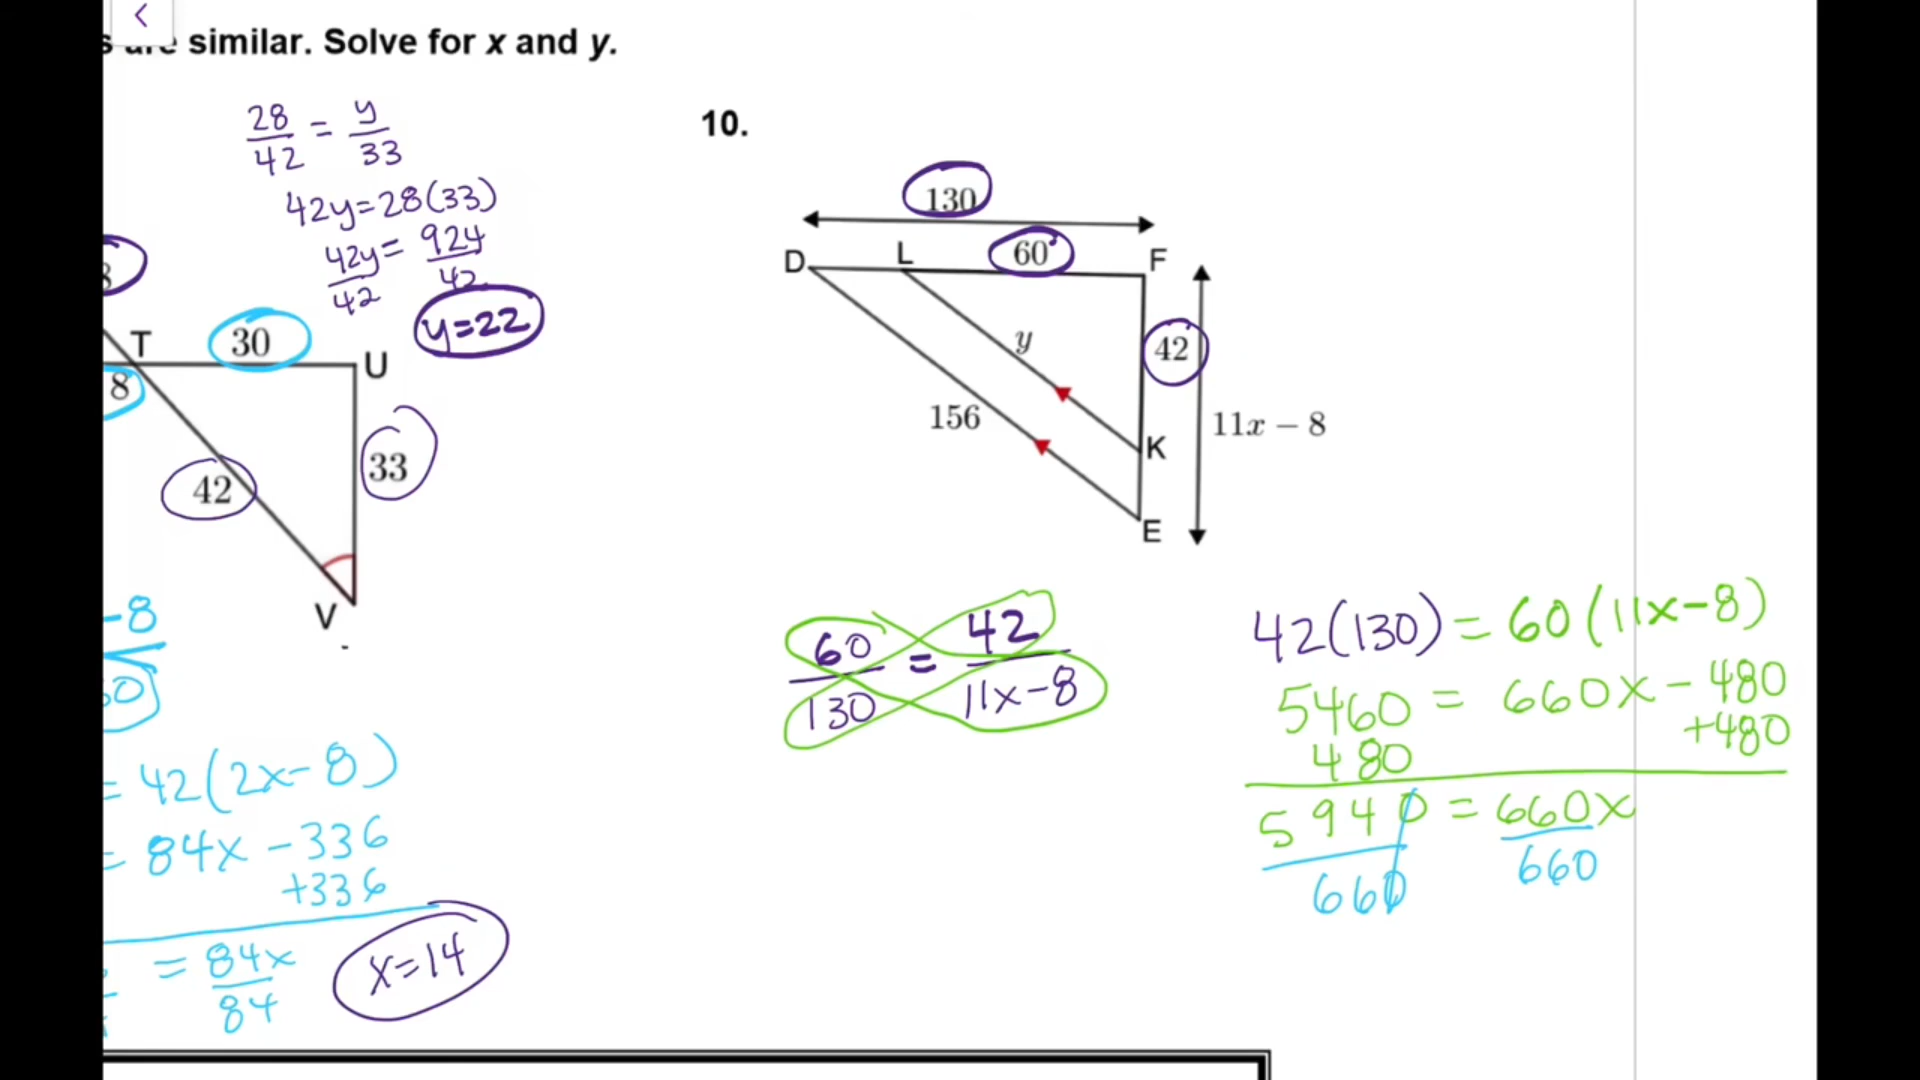 s are similar. Solve for x and y.
28/42 = y/33
42y=28(33)
42y/42 = 924/42
y=22
8
T
30
U
8
42
33
V
-8
= 42(2x-8)
= 84x - 336
+336
= 84x/84
x=14
10.
130
D
L
60
F
y
42
156
11x − 8
K
E
60/130 = 42/11x-8
42(130) = 60(11x-8)
5460 = 660x - 480
480 +480
5940 = 660x
660 660